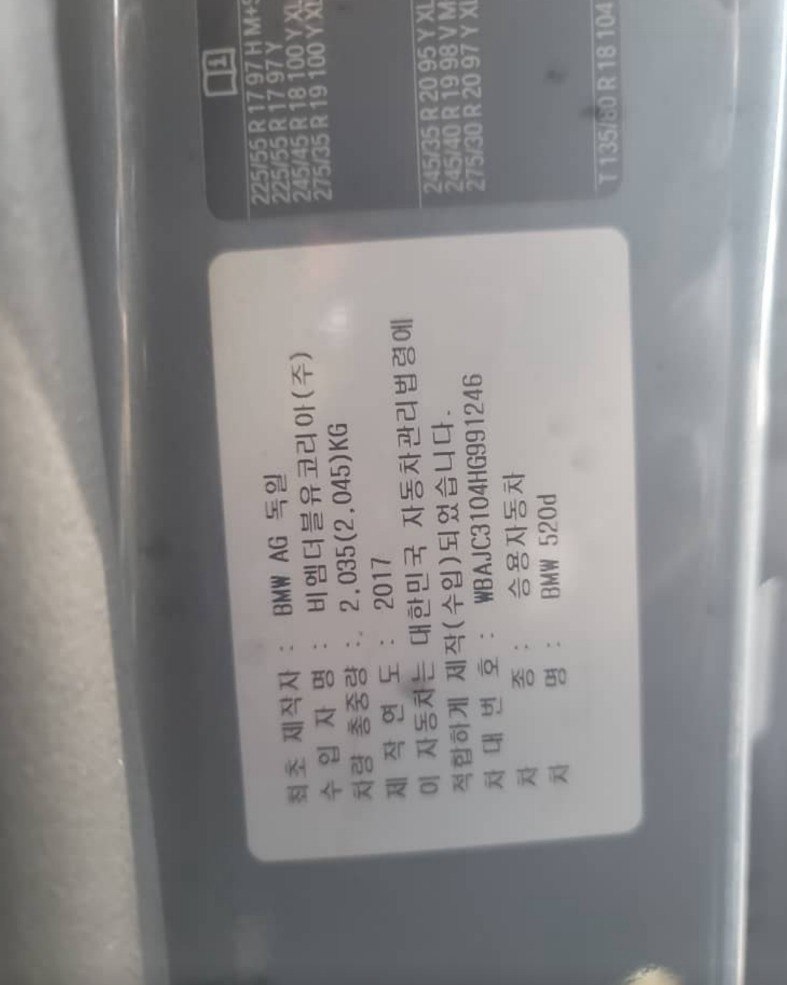 225/55 R 17 97 H M+S
225/55 R 17 97 Y
245/45 R 18 100 Y XL
275/35 R 19 100 Y XL
245/35 R 20 95 Y XL
245/40 R 19 98 V M
275/30 R 20 97 Y XL
T 135/80 R 18 104
최초 제작자 : BMW AG 독일
수 입 자 명 : 비엠더블유코리아(주)
차량 총중량 : 2,035(2,045)KG
제 작 연 도 : 2017
이 자동차는 대한민국 자동차관리법령에
적합하게 제작(수입)되었습니다.
차 대 번 호 : WBAJC3104HG991246
차 종 : 승용자동차
차 명 : BMW 520d